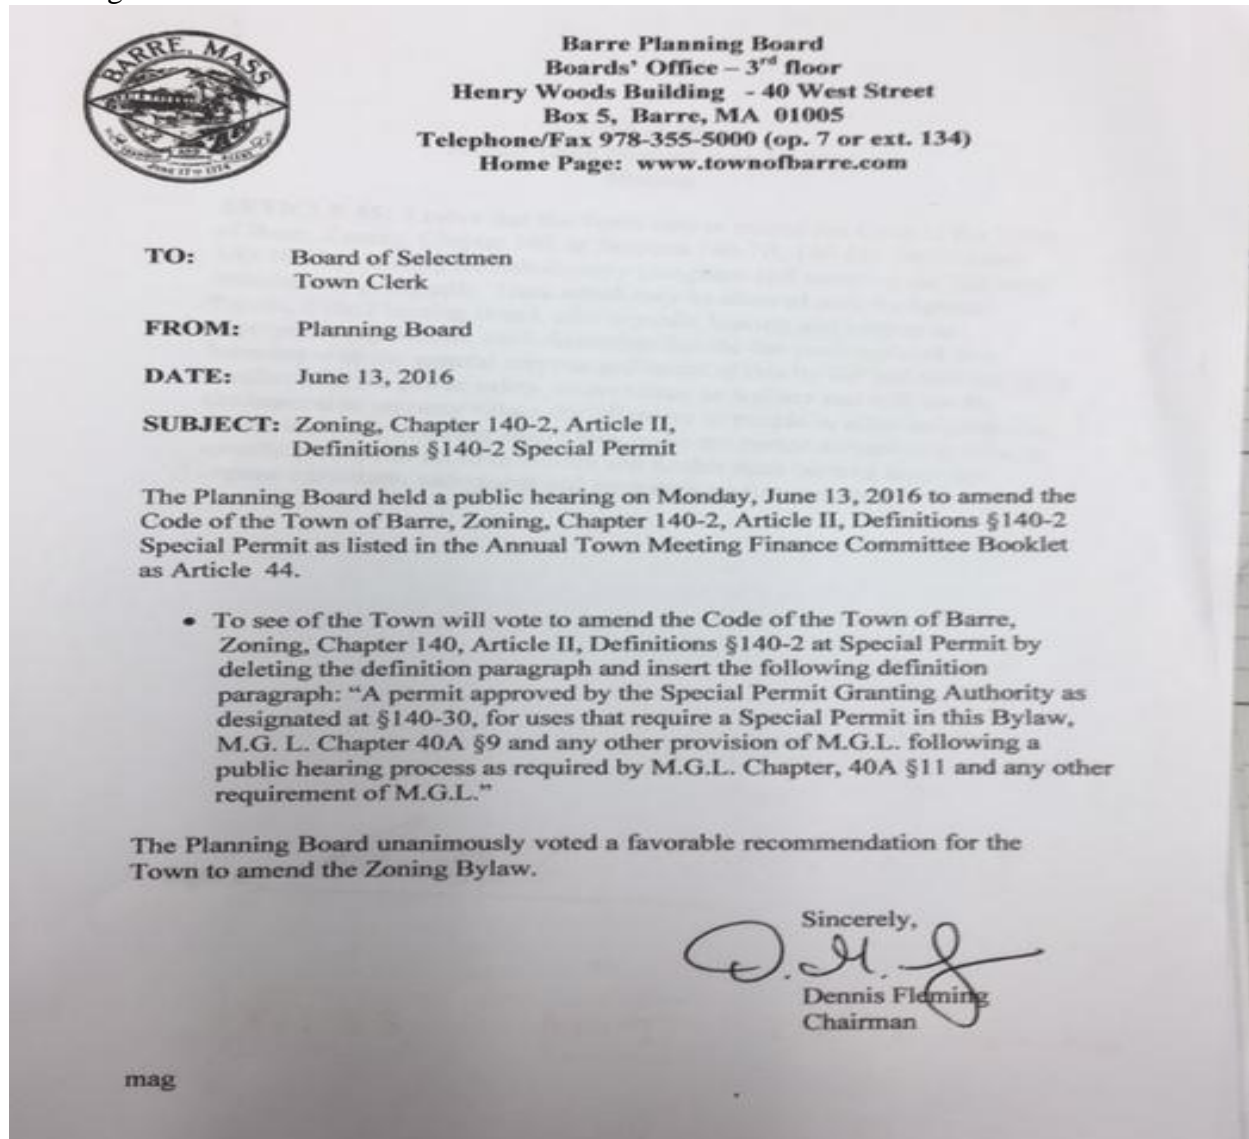 BARRE, MASS
June 17 1774
Barre Planning Board
Boards' Office – 3rd floor
Henry Woods Building - 40 West Street
Box 5, Barre, MA 01005
Telephone/Fax 978-355-5000 (op. 7 or ext. 134)
Home Page: www.townofbarre.com
TO: Board of Selectmen
Town Clerk
FROM: Planning Board
DATE: June 13, 2016
SUBJECT: Zoning, Chapter 140-2, Article II,
Definitions §140-2 Special Permit
The Planning Board held a public hearing on Monday, June 13, 2016 to amend the
Code of the Town of Barre, Zoning, Chapter 140-2, Article II, Definitions §140-2
Special Permit as listed in the Annual Town Meeting Finance Committee Booklet
as Article 44.
• To see of the Town will vote to amend the Code of the Town of Barre,
Zoning, Chapter 140, Article II, Definitions §140-2 at Special Permit by
deleting the definition paragraph and insert the following definition
paragraph: “A permit approved by the Special Permit Granting Authority as
designated at §140-30, for uses that require a Special Permit in this Bylaw,
M.G. L. Chapter 40A §9 and any other provision of M.G.L. following a
public hearing process as required by M.G.L. Chapter, 40A §11 and any other
requirement of M.G.L.”
The Planning Board unanimously voted a favorable recommendation for the
Town to amend the Zoning Bylaw.
Sincerely,
Dennis Fleming
Chairman
mag